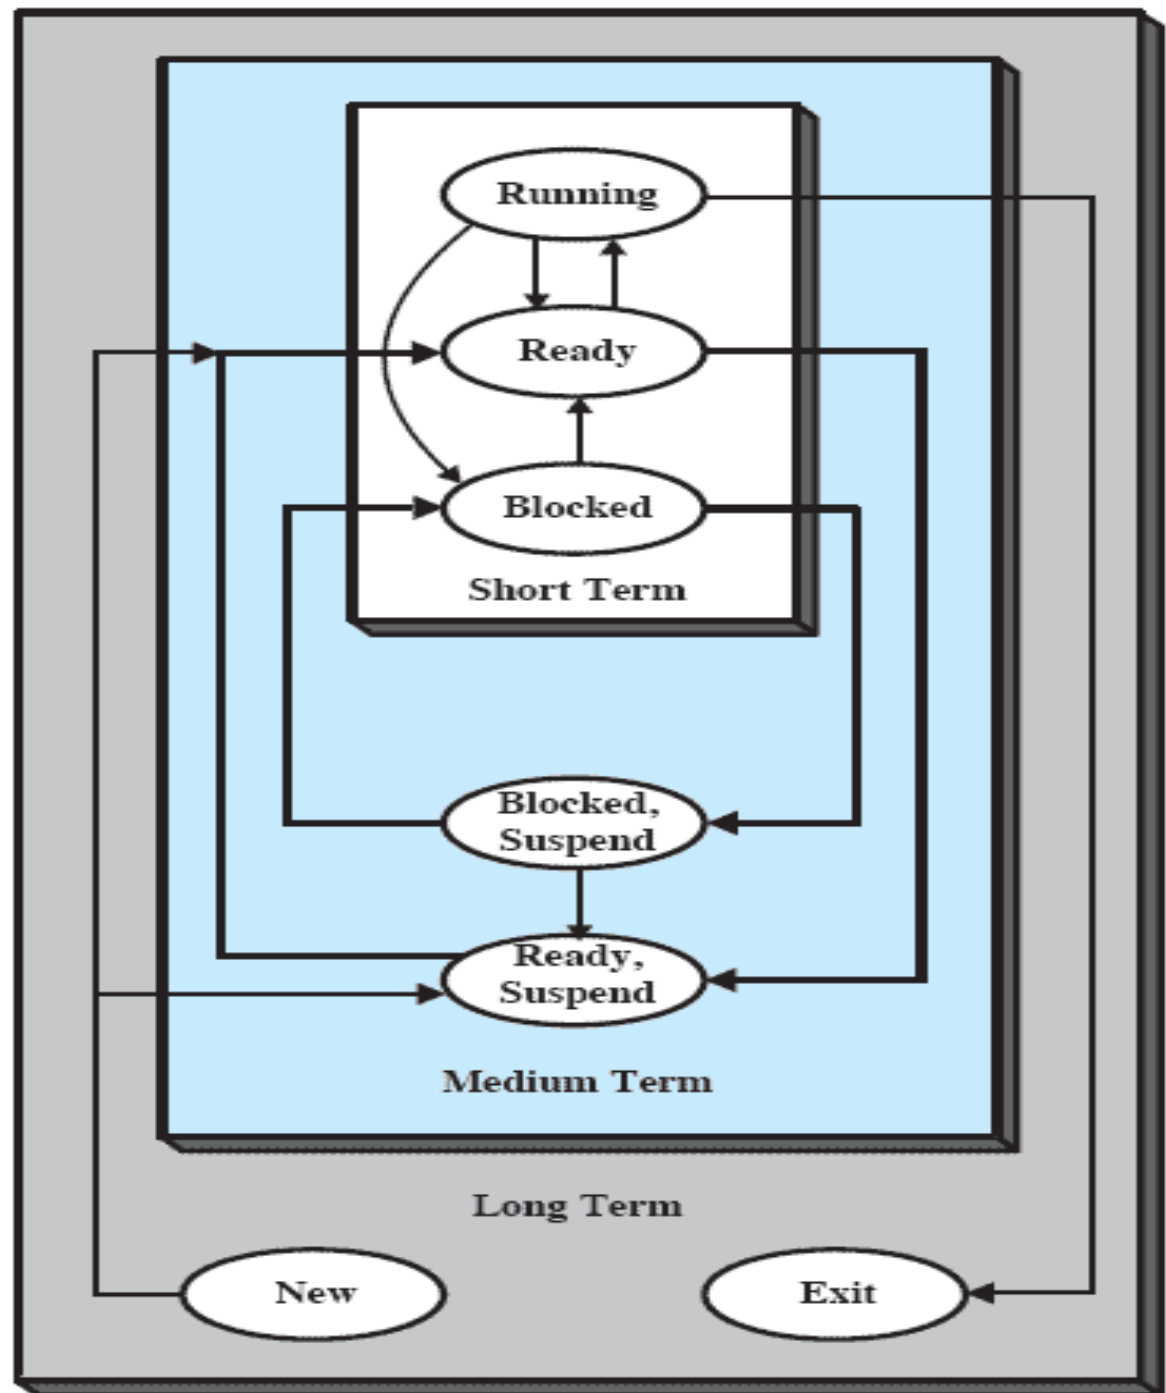 Running
Ready
Blocked
Short Term
Blocked,
Suspend
Ready,
Suspend
Medium Term
Long Term
New
Exit